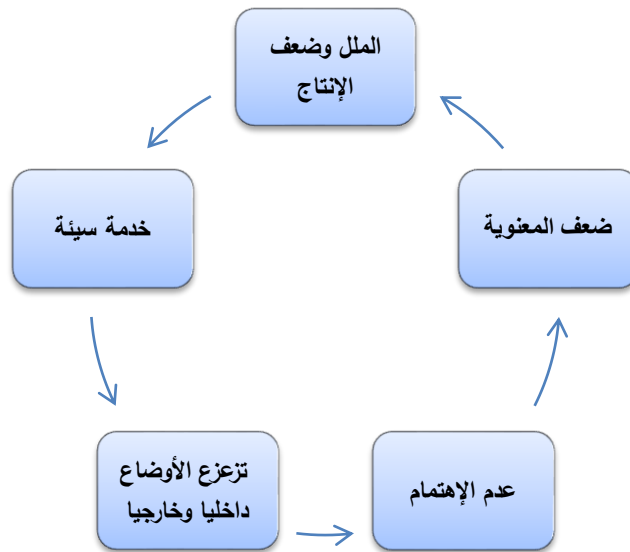 الملل وضعف
الإنتاج
ضعف المعنوية
خدمة سيئة
تزعزع الأوضاع
داخليا وخارجيا
عدم الإهتمام